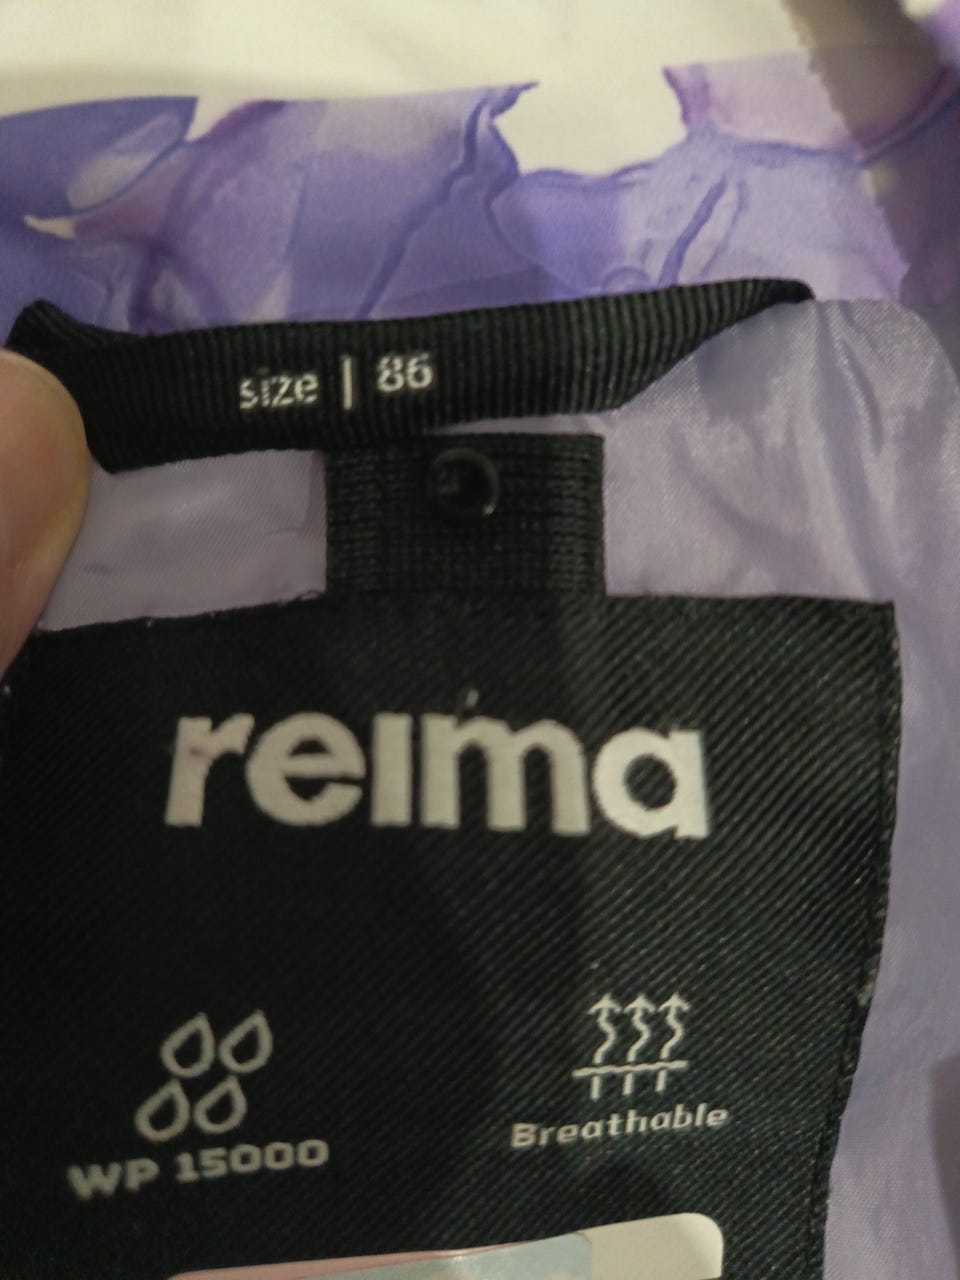 size | 86
reima
WP 15000
Breathable